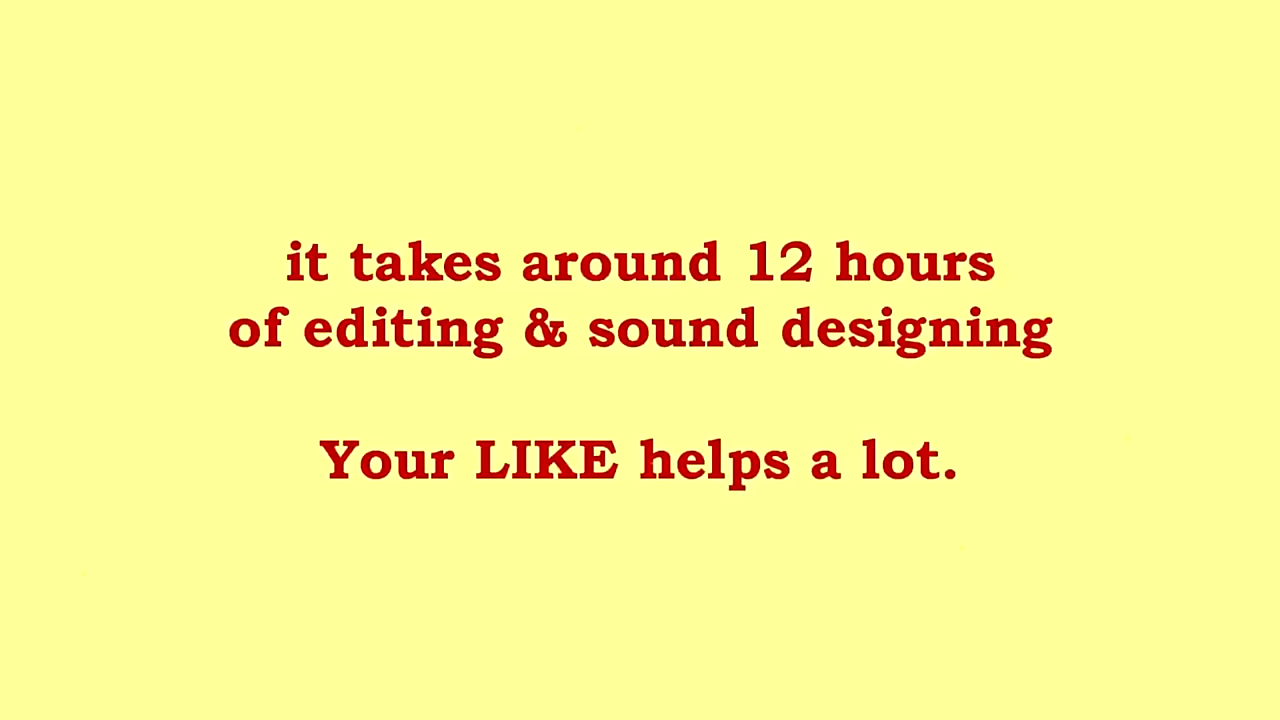 it takes around 12 hours
of editing & sound designing
Your LIKE helps a lot.